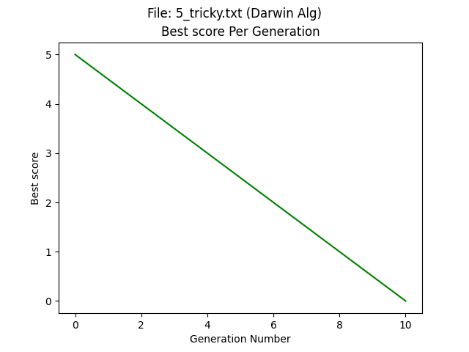 File: 5_tricky.txt (Darwin Alg)
Best score Per Generation
5
4
3
2
1
0
Best score
0 2 4 6 8 10
Generation Number